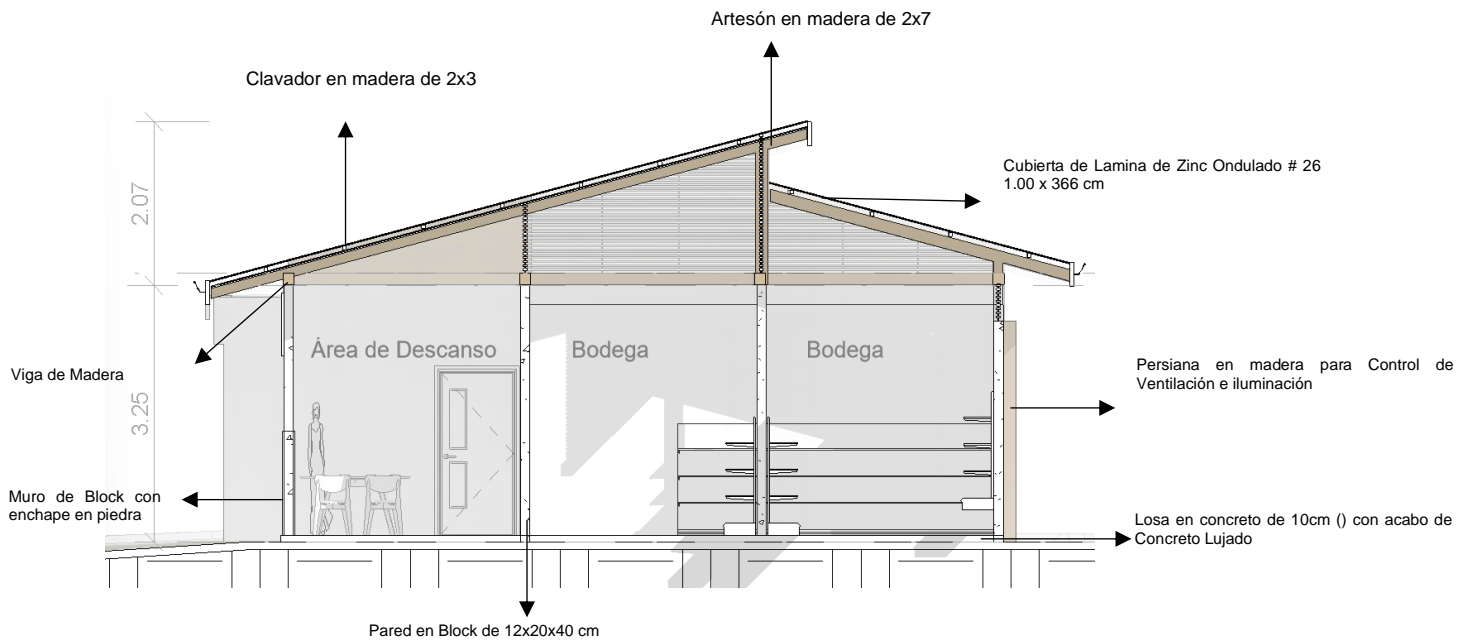 Artesón en madera de 2x7
Clavador en madera de 2x3
Cubierta de Lamina de Zinc Ondulado # 26
1.00 x 366 cm
2.07
Área de Descanso
Bodega
Bodega
Viga de Madera
Persiana en madera para Control de
Ventilación e iluminación
3.25
Muro de Block con
enchape en piedra
Losa en concreto de 10cm () con acabo de
Concreto Lujado
Pared en Block de 12x20x40 cm